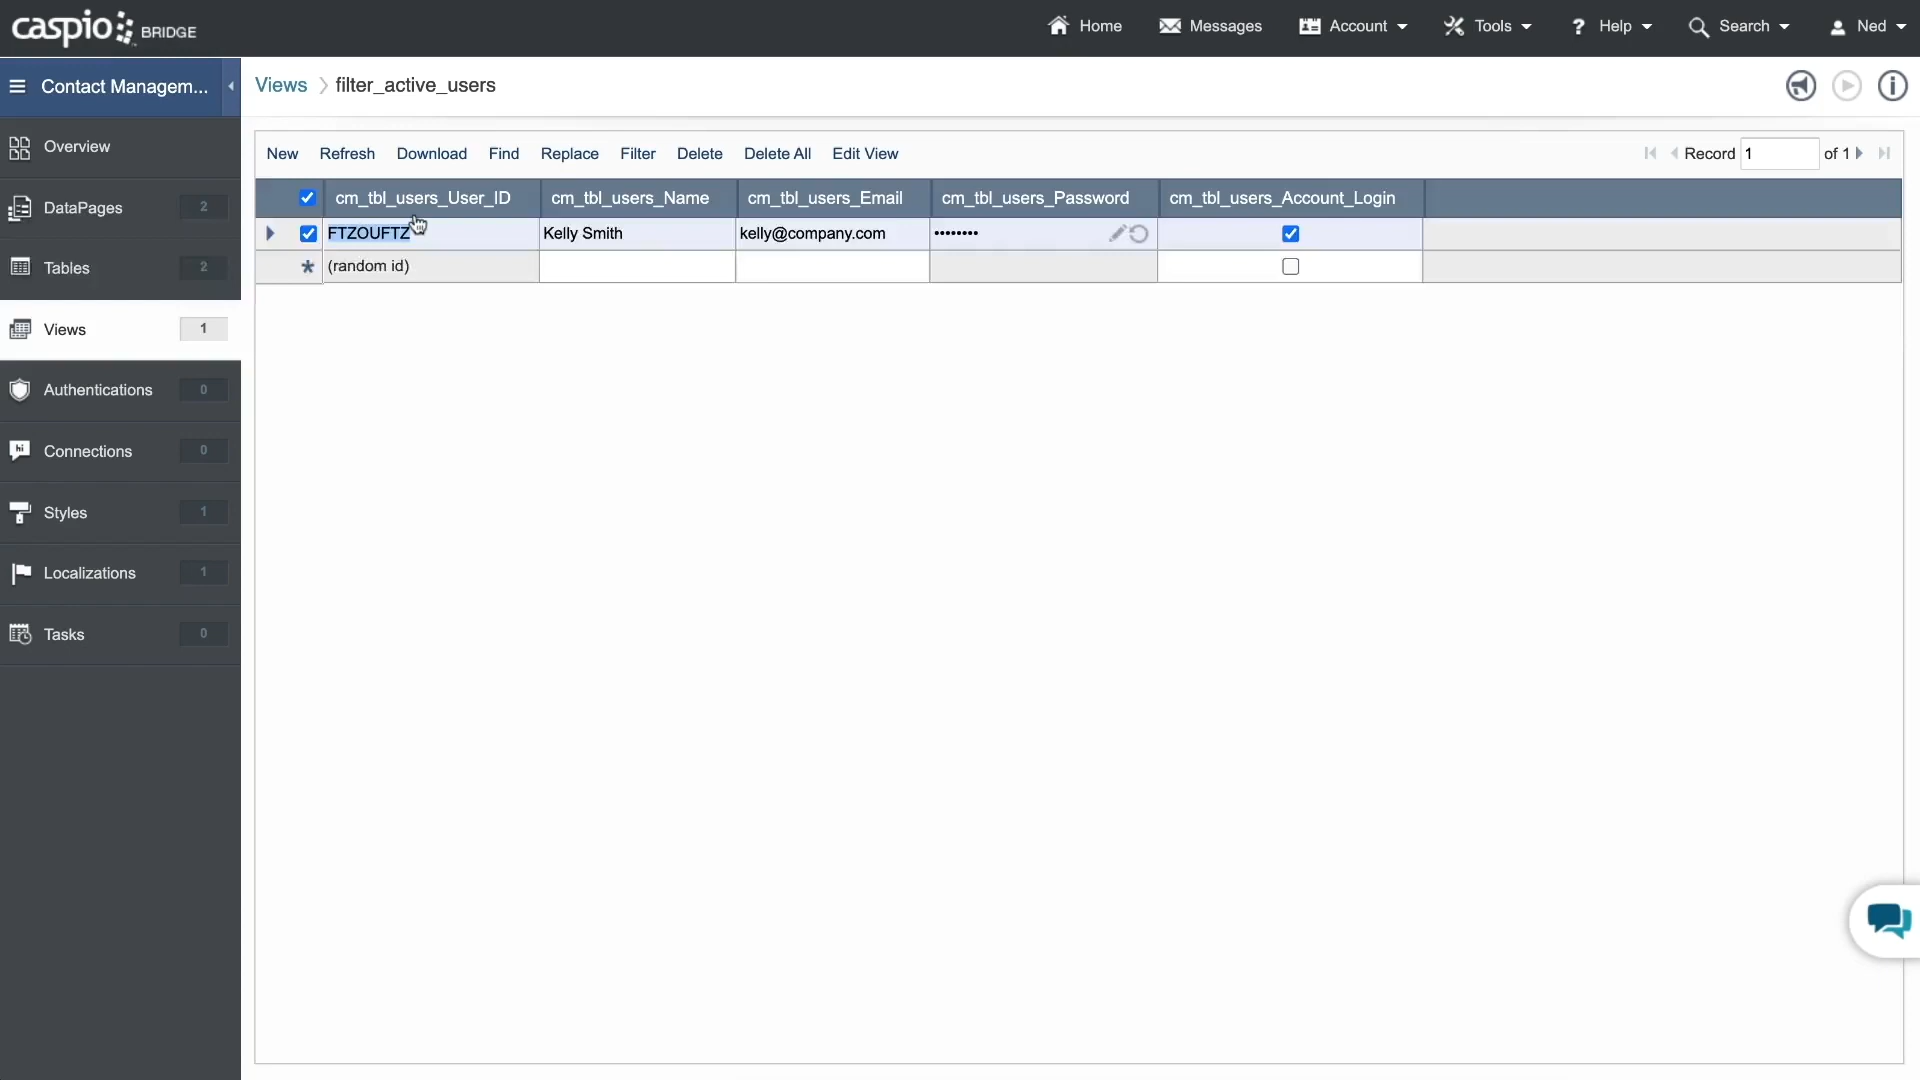 caspio BRIDGE
Home Messages Account Tools ? Help Search Ned
Contact Managem... Views filter_active_users
Overview
DataPages 2
Tables 2
Views 1
Authentications 0
hi Connections 0
Styles 1
Localizations 1
Tasks 0
New Refresh Download Find Replace Filter Delete Delete All Edit View Record 1 of 1
cm_tbl_users_User_ID cm_tbl_users_Name cm_tbl_users_Email cm_tbl_users_Password cm_tbl_users_Account_Login
FTZOUFTZ Kelly Smith kelly@company.com ••••••••
* (random id)